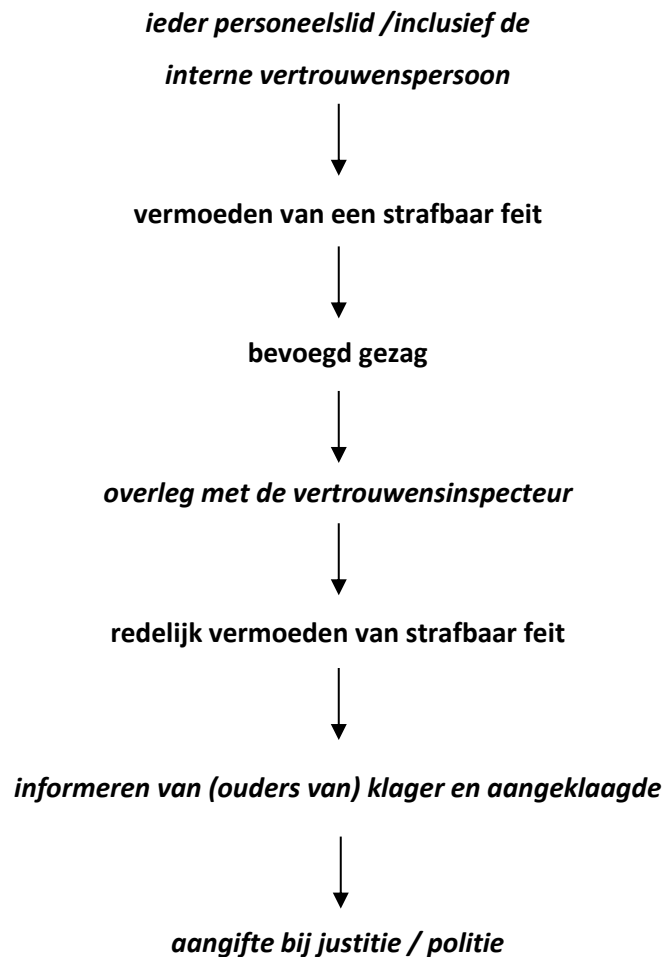 ieder personeelslid /inclusief de
interne vertrouwenspersoon
vermoeden van een strafbaar feit
bevoegd gezag
overleg met de vertrouwensinspecteur
redelijk vermoeden van strafbaar feit
informeren van (ouders van) klager en aangeklaagde
aangifte bij justitie / politie